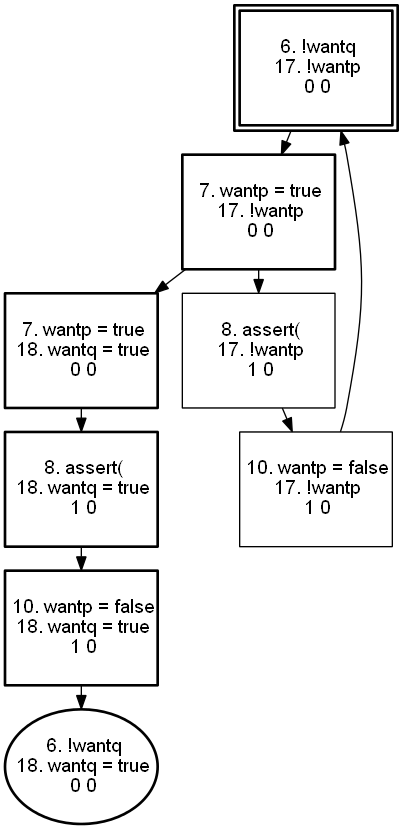 6. !wantq
17. !wantp
0 0
7. wantp = true
17. !wantp
0 0
7. wantp = true
18. wantq = true
0 0
8. assert(
17. !wantp
1 0
8. assert(
18. wantq = true
1 0
10. wantp = false
17. !wantp
1 0
10. wantp = false
18. wantq = true
1 0
6. !wantq
18. wantq = true
0 0